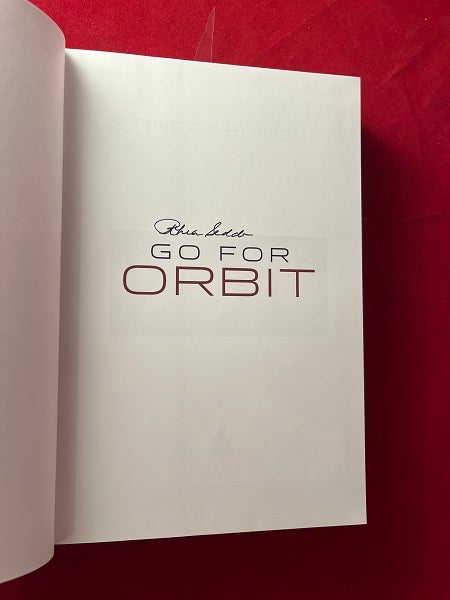 RHEA SEDDON
Rhea Seddon
GO FOR
ORBIT